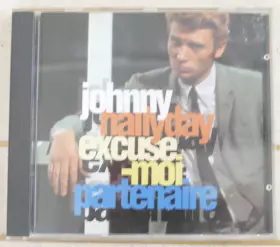 johnny
hallyday
excuse.
-moi
partenaire